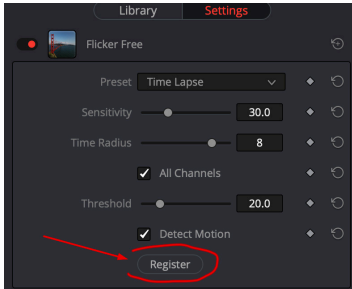 Library Settings
Flicker Free
Preset Time Lapse
Sensitivity 30.0
Time Radius 8
All Channels
Threshold 20.0
Detect Motion
Register